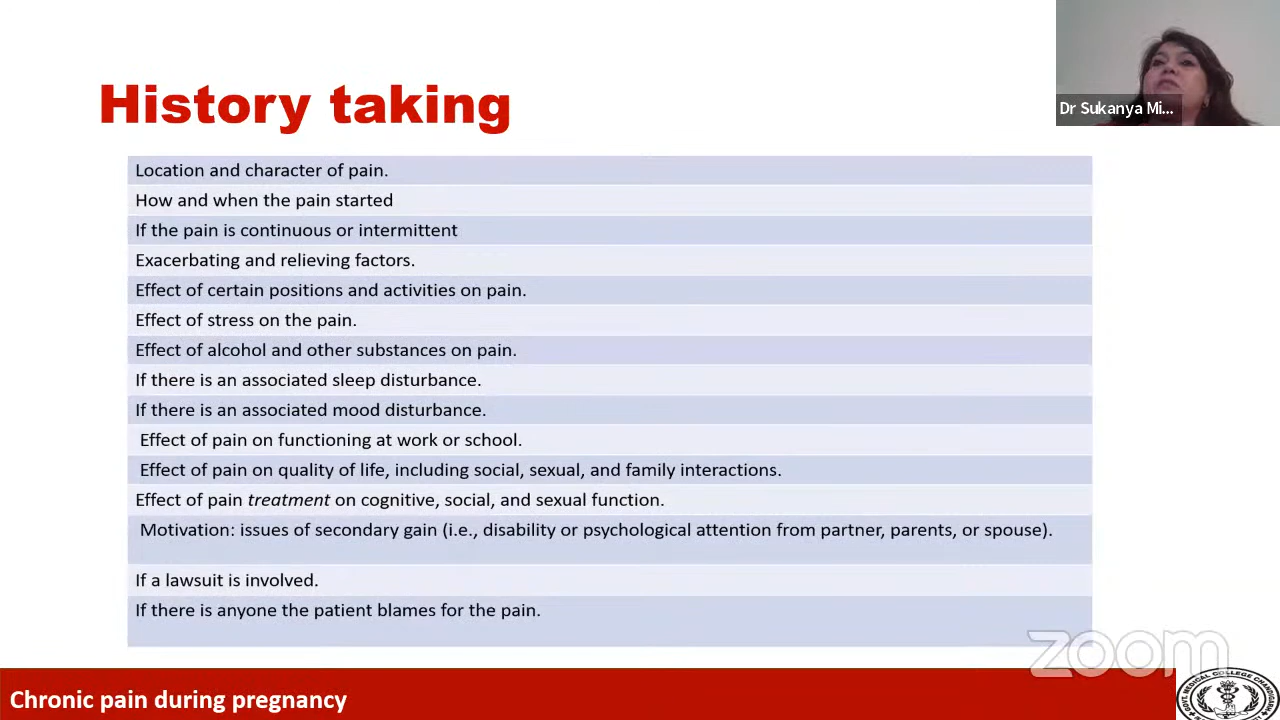 Dr Sukanya Mi...
History taking
Location and character of pain.
How and when the pain started
If the pain is continuous or intermittent
Exacerbating and relieving factors.
Effect of certain positions and activities on pain.
Effect of stress on the pain.
Effect of alcohol and other substances on pain.
If there is an associated sleep disturbance.
If there is an associated mood disturbance.
Effect of pain on functioning at work or school.
Effect of pain on quality of life, including social, sexual, and family interactions.
Effect of pain treatment on cognitive, social, and sexual function.
Motivation: issues of secondary gain (i.e., disability or psychological attention from partner, parents, or spouse).
If a lawsuit is involved.
If there is anyone the patient blames for the pain.
zoom
Chronic pain during pregnancy
GOVT. MEDICAL COLLEGE